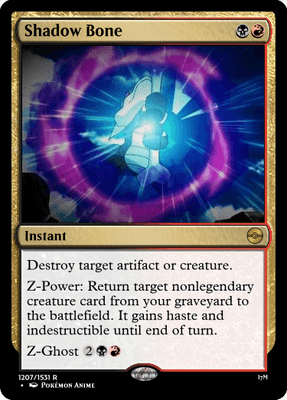 Shadow Bone
Instant
Destroy target artifact or creature.
Z-Power: Return target nonlegendary
creature card from your graveyard to
the battlefield. It gains haste and
indestructible until end of turn.
Z-Ghost 2
1207/1531 R
• Pokémon Anime